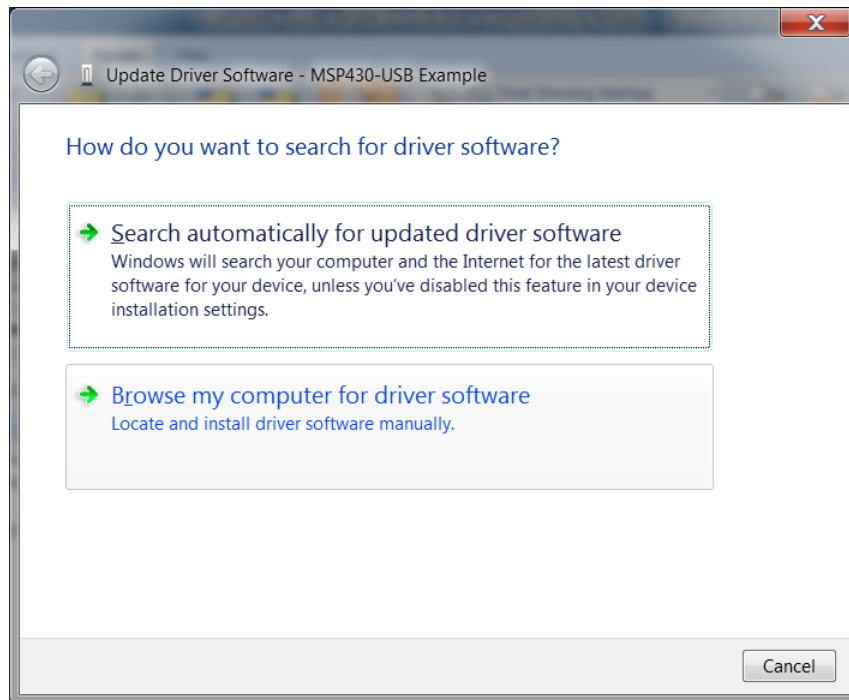 Update Driver Software - MSP430-USB Example
How do you want to search for driver software?
Search automatically for updated driver software
Windows will search your computer and the Internet for the latest driver
software for your device, unless you've disabled this feature in your device
installation settings.
Browse my computer for driver software
Locate and install driver software manually.
Cancel